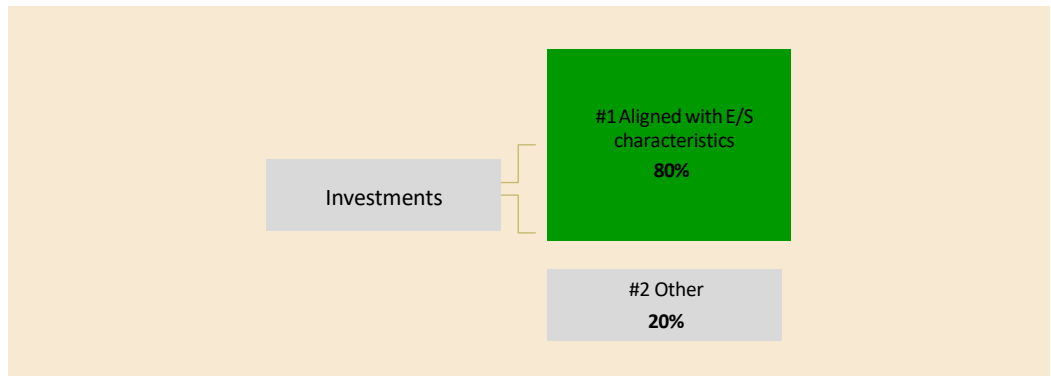 #1 Aligned with E/S
characteristics
80%
Investments
#2 Other
20%